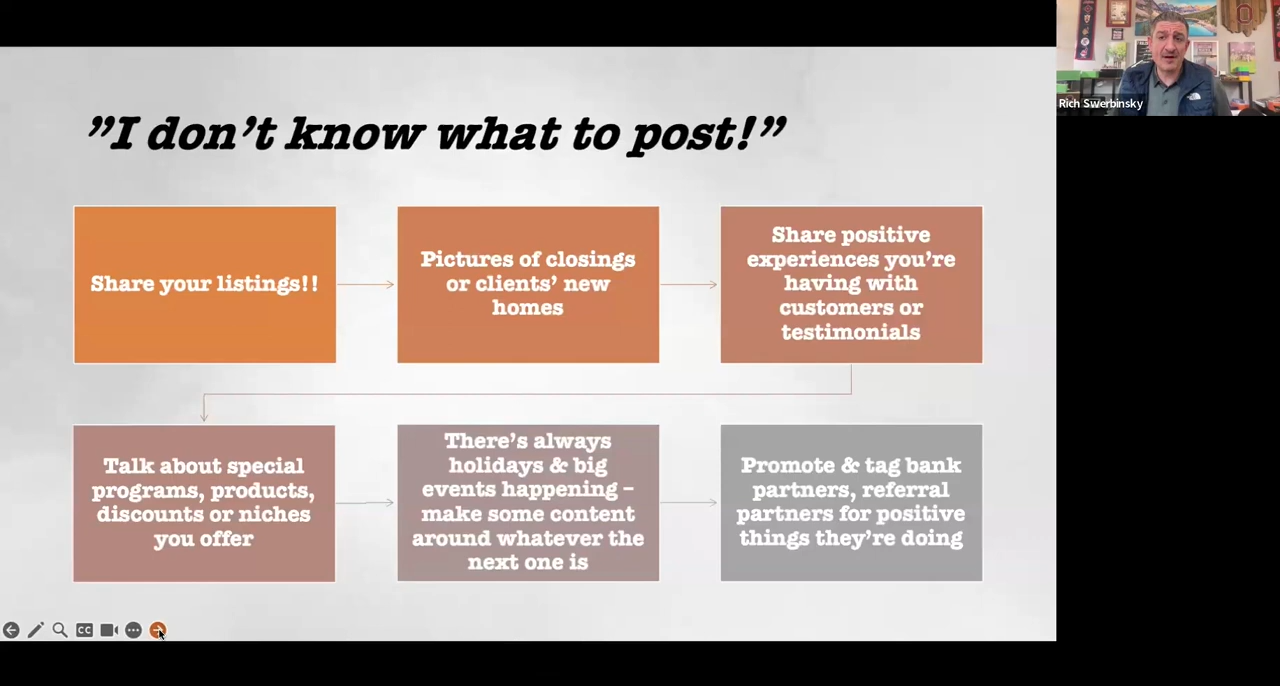 ”I don’t know what to post!”
Share your listings!!
Pictures of closings
or clients’ new
homes
Share positive
experiences you’re
having with
customers or
testimonials
Talk about special
programs, products,
discounts or niches
you offer
There’s always
holidays & big
events happening –
make some content
around whatever the
next one is
Promote & tag bank
partners, referral
partners for positive
things they’re doing
Rich Swerbinsky
CC